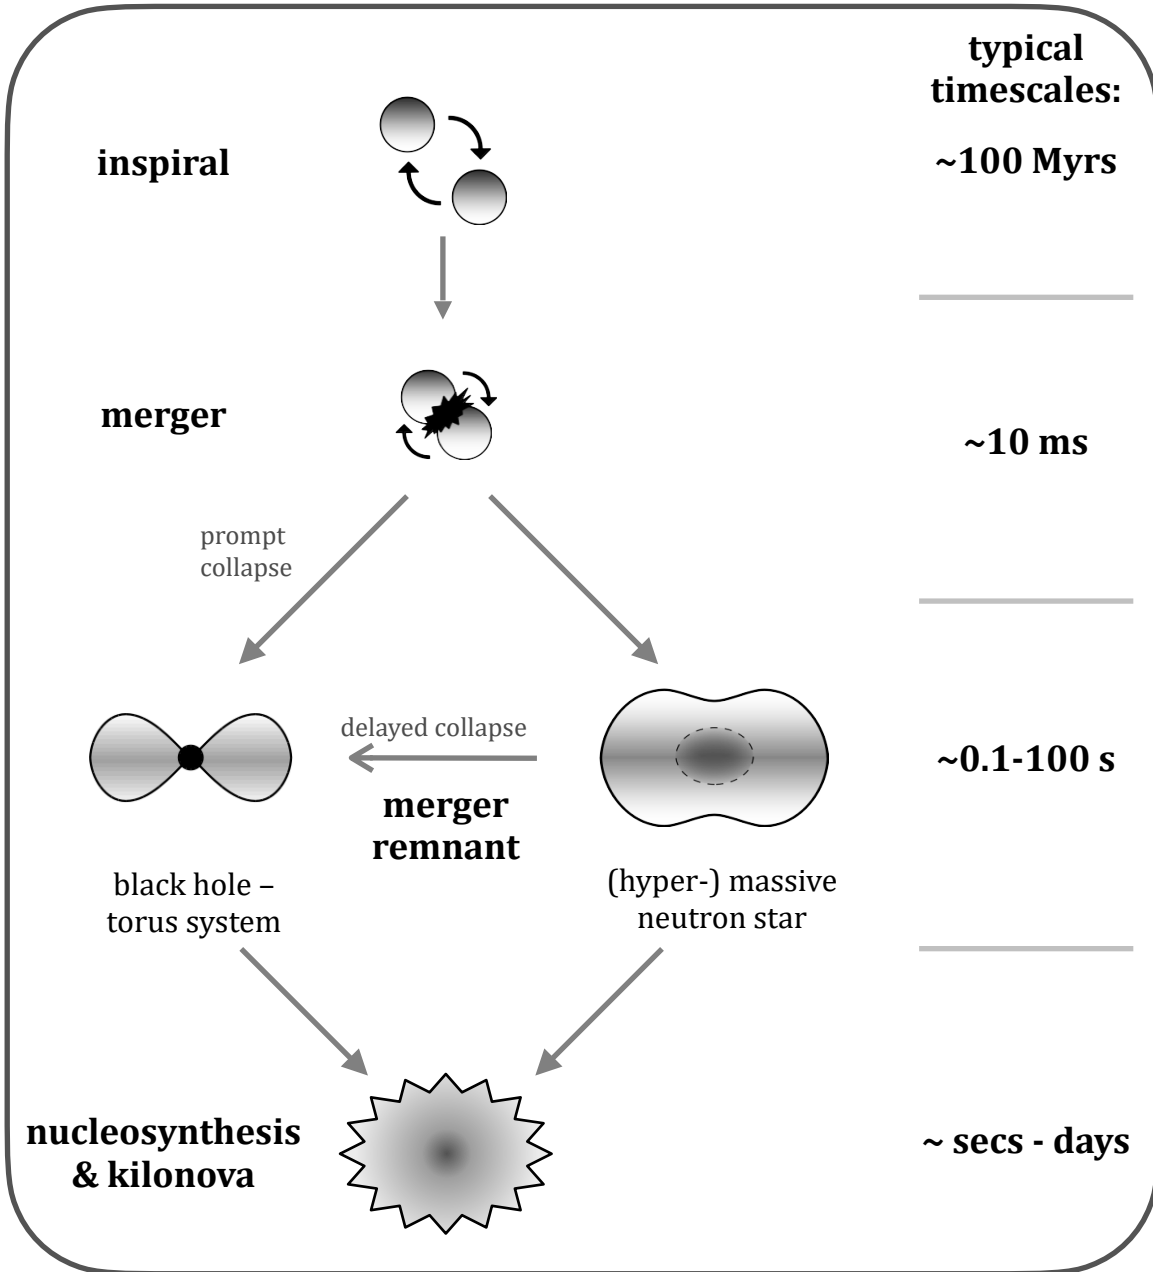 typical
timescales:
inspiral
~100 Myrs
merger
~10 ms
prompt
collapse
delayed collapse
merger
remnant
~0.1-100 s
black hole –
torus system
(hyper-) massive
neutron star
nucleosynthesis
& kilonova
~ secs - days